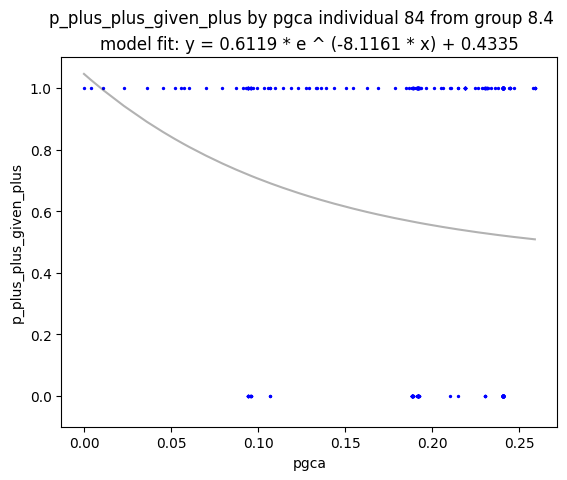 p_plus_plus_given_plus by pgca individual 84 from group 8.4
model fit: y = 0.6119 * e ^ (-8.1161 * x) + 0.4335
1.0
0.8
0.6
0.4
0.2
0.0
p_plus_plus_given_plus
0.00 0.05 0.10 0.15 0.20 0.25
pgca